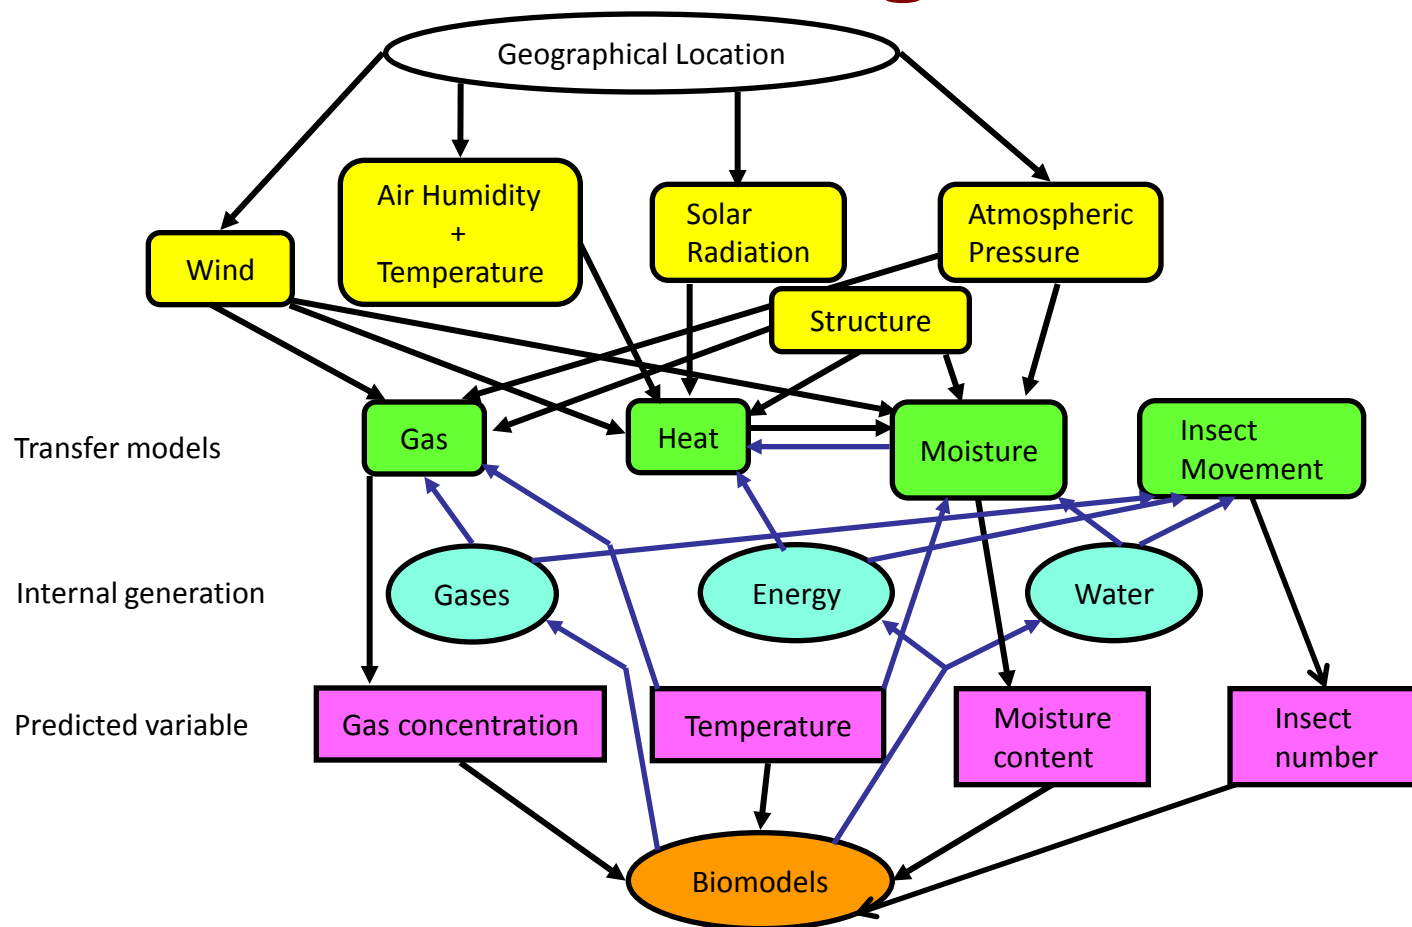 Geographical Location
Air Humidity
+
Temperature
Solar
Radiation
Atmospheric
Pressure
Wind
Structure
Transfer models
Gas
Heat
Moisture
Insect
Movement
Internal generation
Gases
Energy
Water
Predicted variable
Gas concentration
Temperature
Moisture
content
Insect
number
Biomodels